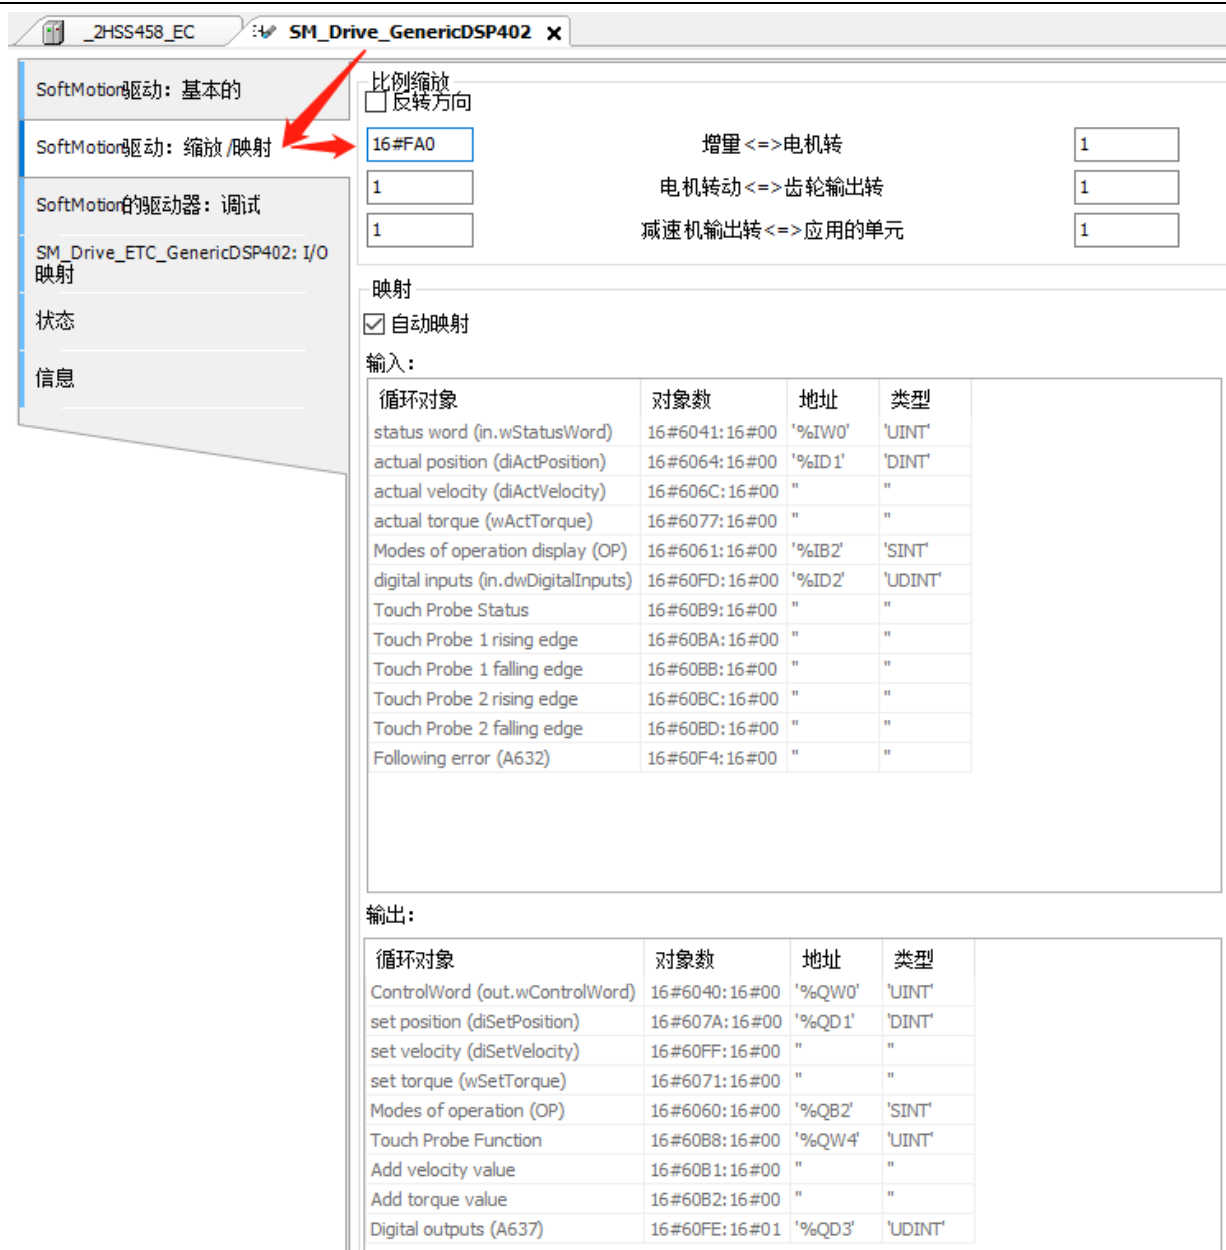 _2HSS458_EC
SM_Drive_GenericDSP402
SoftMotion驱动：基本的
SoftMotion驱动：缩放/映射
SoftMotion的驱动器：调试
SM_Drive_ETC_GenericDSP402: I/O
映射
状态
信息
比例缩放
反转方向
16#FA0 增量<=>电机转 1
1 电机转动<=>齿轮输出转 1
1 减速机输出转<=>应用的单元 1
映射
自动映射
输入：
循环对象 对象数 地址 类型
status word (in.wStatusWord) 16#6041:16#00 '%IW0' 'UINT'
actual position (diActPosition) 16#6064:16#00 '%ID1' 'DINT'
actual velocity (diActVelocity) 16#606C:16#00 '' ''
actual torque (wActTorque) 16#6077:16#00 '' ''
Modes of operation display (OP) 16#6061:16#00 '%IB2' 'SINT'
digital inputs (in.dwDigitalInputs) 16#60FD:16#00 '%ID2' 'UDINT'
Touch Probe Status 16#60B9:16#00 '' ''
Touch Probe 1 rising edge 16#60BA:16#00 '' ''
Touch Probe 1 falling edge 16#60BB:16#00 '' ''
Touch Probe 2 rising edge 16#60BC:16#00 '' ''
Touch Probe 2 falling edge 16#60BD:16#00 '' ''
Following error (A632) 16#60F4:16#00 '' ''
输出：
循环对象 对象数 地址 类型
ControlWord (out.wControlWord) 16#6040:16#00 '%QW0' 'UINT'
set position (diSetPosition) 16#607A:16#00 '%QD1' 'DINT'
set velocity (diSetVelocity) 16#60FF:16#00 '' ''
set torque (wSetTorque) 16#6071:16#00 '' ''
Modes of operation (OP) 16#6060:16#00 '%QB2' 'SINT'
Touch Probe Function 16#60B8:16#00 '%QW4' 'UINT'
Add velocity value 16#60B1:16#00 '' ''
Add torque value 16#60B2:16#00 '' ''
Digital outputs (A637) 16#60FE:16#01 '%QD3' 'UDINT'